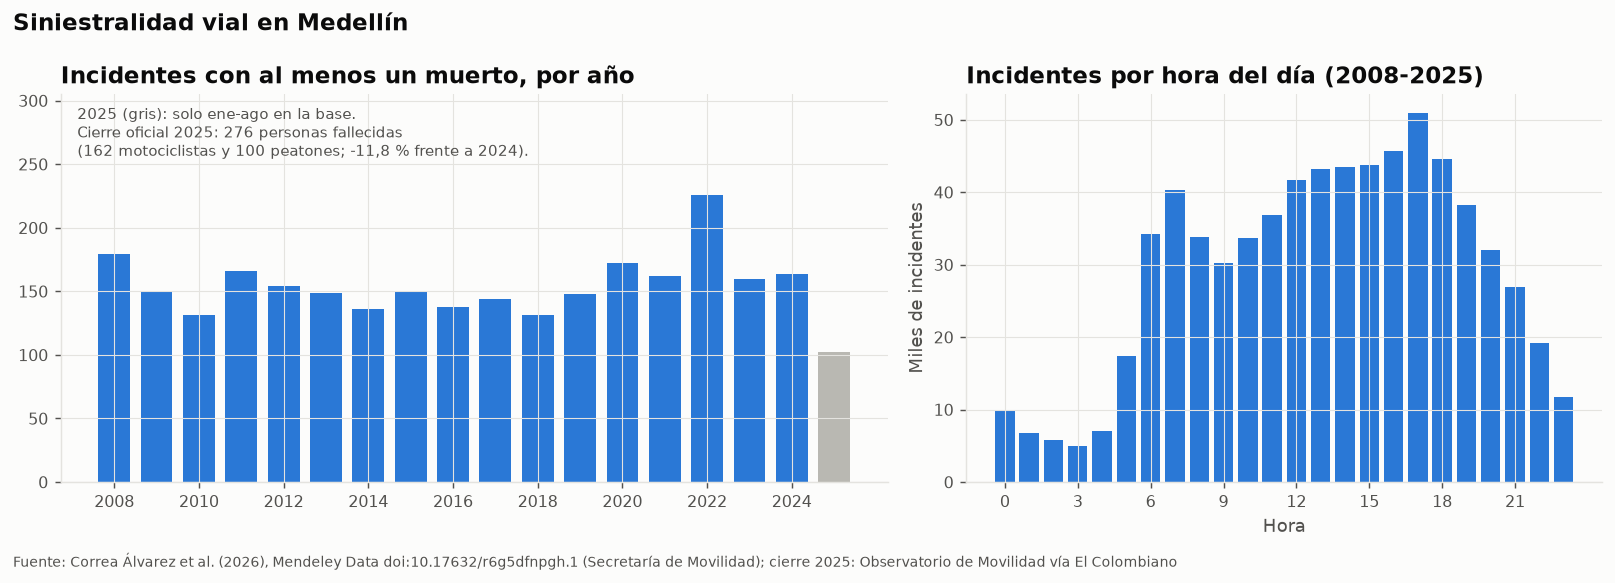 Siniestralidad vial en Medellín
Incidentes con al menos un muerto, por año
300
2025 (gris): solo ene-ago en la base.
Cierre oficial 2025: 276 personas fallecidas
(162 motociclistas y 100 peatones; -11,8 % frente a 2024).
250
200
150
100
50
0
2008 2010 2012 2014 2016 2018 2020 2022 2024
Incidentes por hora del día (2008-2025)
Miles de incidentes
50
40
30
20
10
0
0 3 6 9 12 15 18 21
Hora
Fuente: Correa Álvarez et al. (2026), Mendeley Data doi:10.17632/r6g5dfnpgh.1 (Secretaría de Movilidad); cierre 2025: Observatorio de Movilidad vía El Colombiano